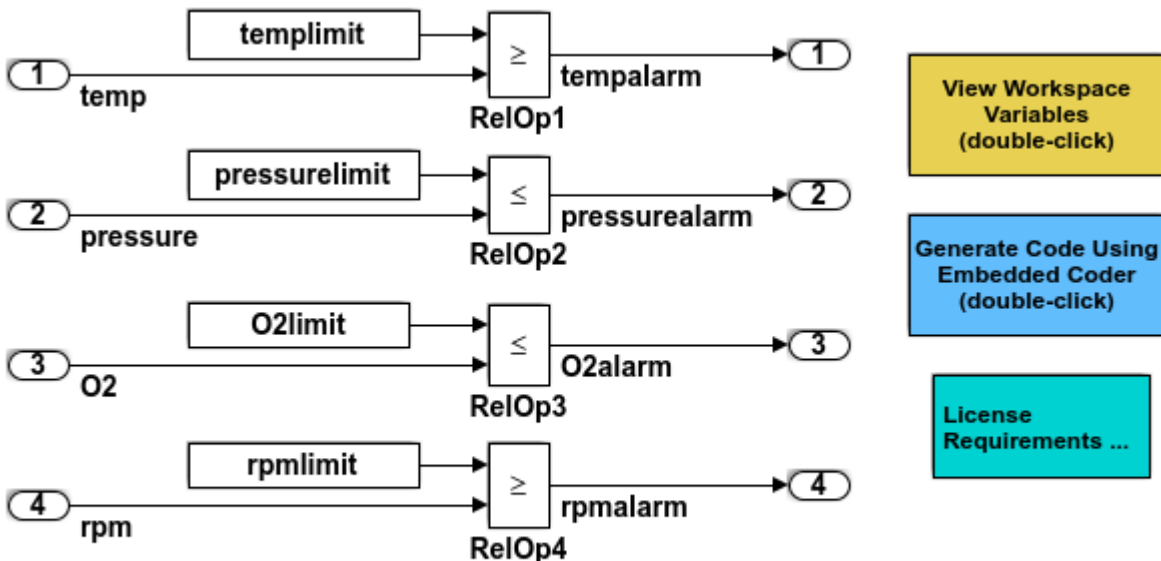 templimit
≥
1
temp
tempalarm
1
RelOp1
pressurelimit
≤
2
pressure
pressurealarm
2
RelOp2
O2limit
≤
3
O2
O2alarm
3
RelOp3
rpmlimit
≥
4
rpm
rpmalarm
4
RelOp4
View Workspace
Variables
(double-click)
Generate Code Using
Embedded Coder
(double-click)
License
Requirements ...